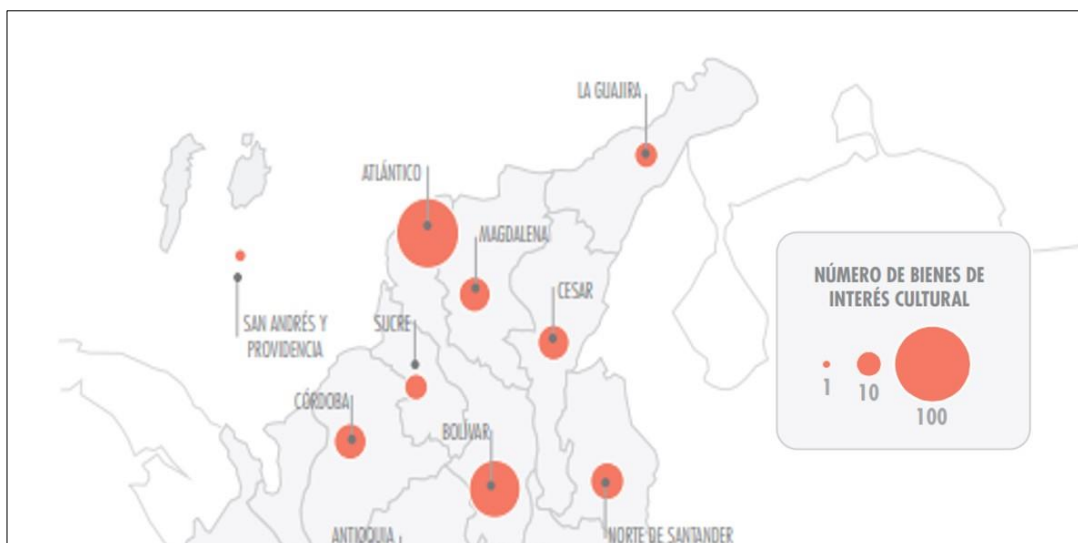 LA GUAJIRA
ATLÁNTICO
MAGDALENA
CESAR
SAN ANDRÉS Y
PROVIDENCIA
SUCRE
CÓRDOBA
BOLÍVAR
ANTIOQUIA
NORTE DE SANTANDER
NÚMERO DE BIENES DE
INTERÉS CULTURAL
1
10
100